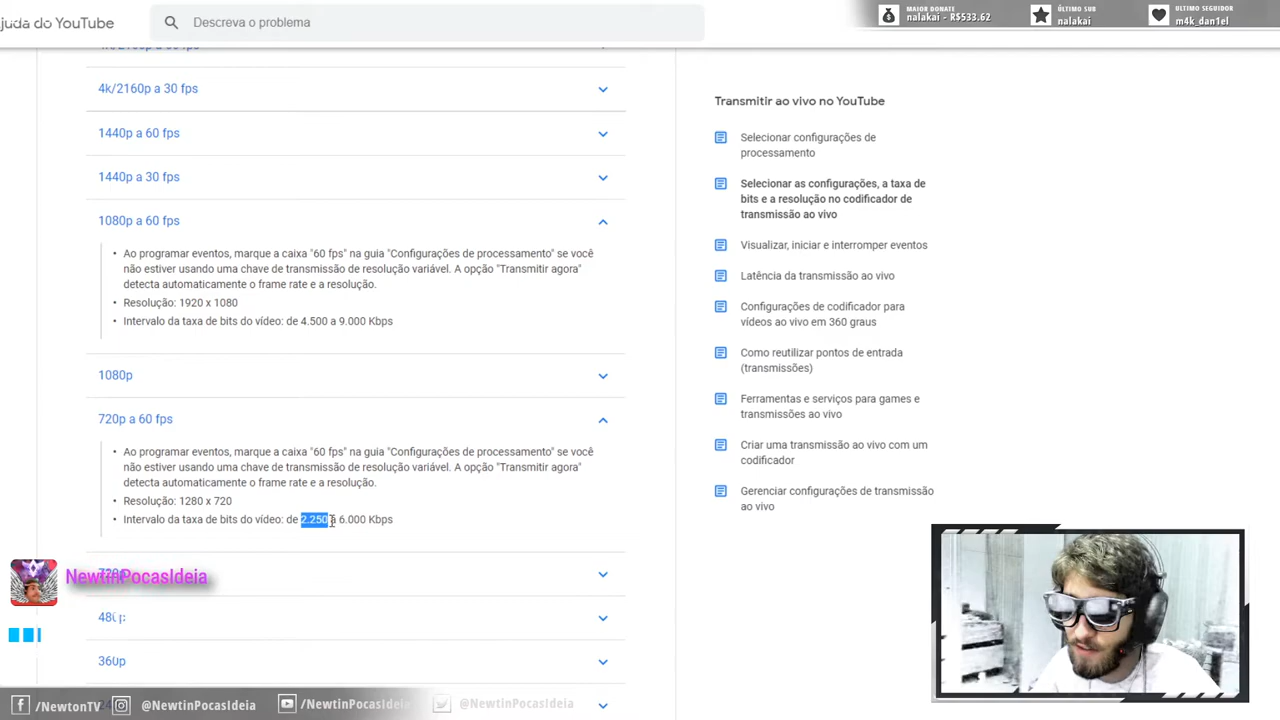 juda do YouTube
Descreva o problema
MAIOR DONATE
nalakai - R$533.62
ÚLTIMO SUB
nalakai
ULTIMO SEGUIDOR
m4k_dan1el
4k/2160p a 30 fps
1440p a 60 fps
1440p a 30 fps
1080p a 60 fps
Ao programar eventos, marque a caixa "60 fps" na guia "Configurações de processamento" se você
não estiver usando uma chave de transmissão de resolução variável. A opção "Transmitir agora"
detecta automaticamente o frame rate e a resolução.
Resolução: 1920 x 1080
Intervalo da taxa de bits do vídeo: de 4.500 a 9.000 Kbps
1080p
720p a 60 fps
Ao programar eventos, marque a caixa "60 fps" na guia "Configurações de processamento" se você
não estiver usando uma chave de transmissão de resolução variável. A opção "Transmitir agora"
detecta automaticamente o frame rate e a resolução.
Resolução: 1280 x 720
Intervalo da taxa de bits do vídeo: de 2.250 a 6.000 Kbps
720p
480p
360p
Transmitir ao vivo no YouTube
Selecionar configurações de
processamento
Selecionar as configurações, a taxa de
bits e a resolução no codificador de
transmissão ao vivo
Visualizar, iniciar e interromper eventos
Latência da transmissão ao vivo
Configurações de codificador para
vídeos ao vivo em 360 graus
Como reutilizar pontos de entrada
(transmissões)
Ferramentas e serviços para games e
transmissões ao vivo
Criar uma transmissão ao vivo com um
codificador
Gerenciar configurações de transmissão
ao vivo
NewtinPocasIdeia
/NewtonTV
@NewtinPocasIdeia
/NewtinPocasIdeia
@NewtinPocasIdeia